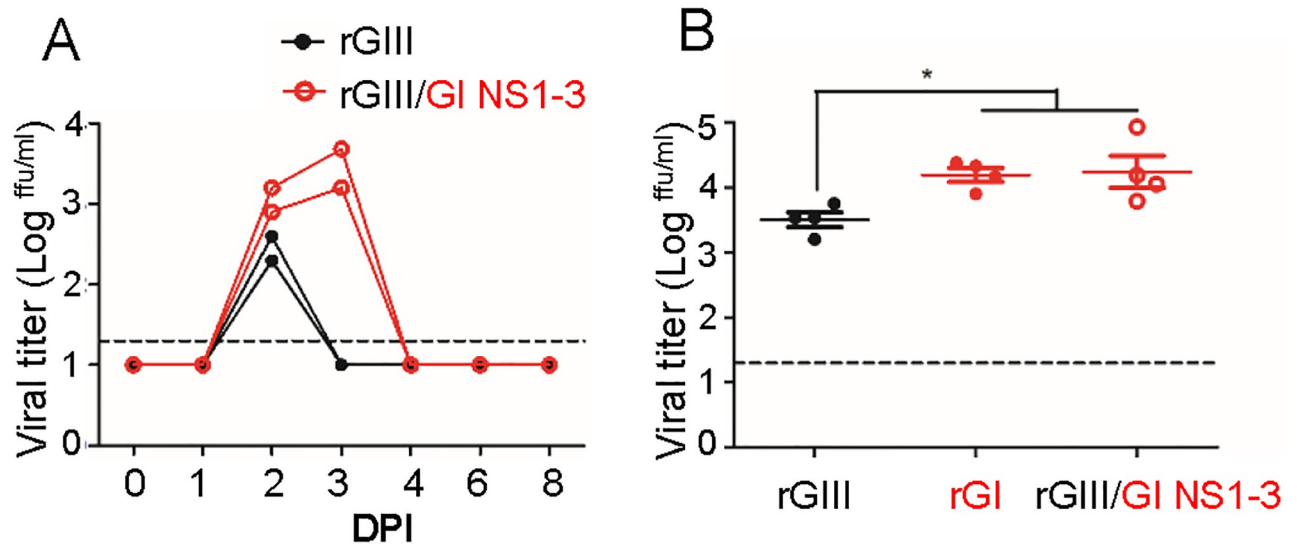 A
rGIII
rGIII/GI NS1-3
Viral titer (Log ffu/ml)
4
3
2
1
0
0 1 2 3 4 6 8
DPI
B
*
Viral titer (Log ffu/ml)
5
4
3
2
1
0
rGIII rGI rGIII/GI NS1-3